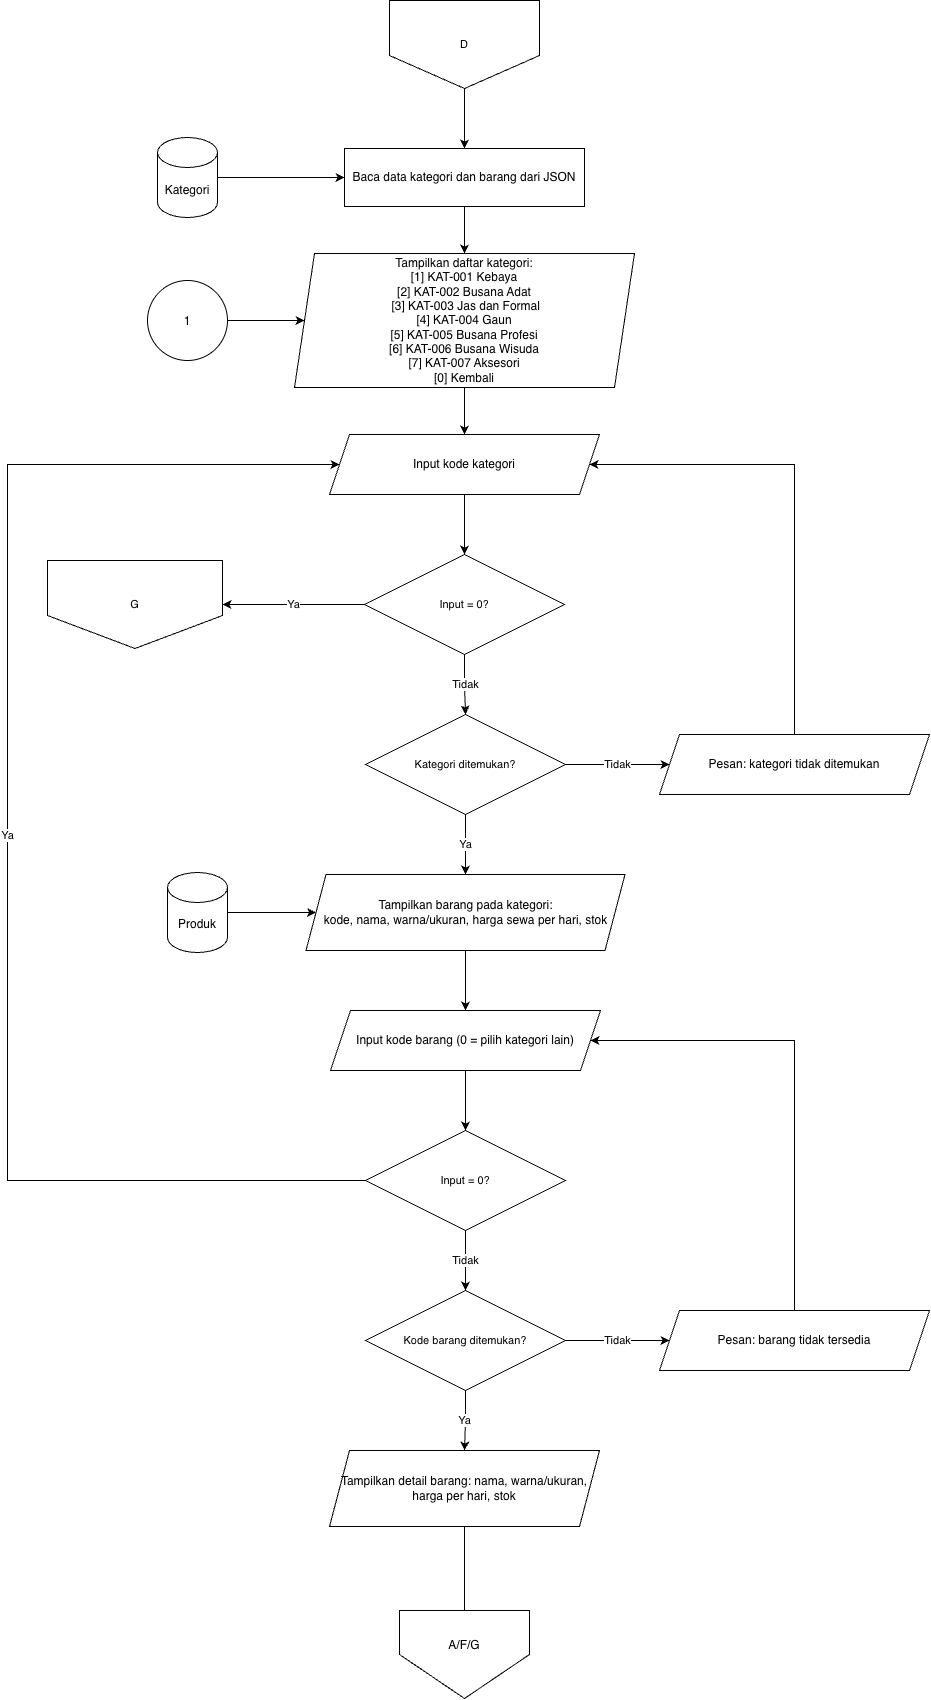 D
Baca data kategori dan barang dari JSON
Kategori
Tampilkan daftar kategori:
[1] KAT-001 Kebaya
[2] KAT-002 Busana Adat
[3] KAT-003 Jas dan Formal
[4] KAT-004 Gaun
[5] KAT-005 Busana Profesi
[6] KAT-006 Busana Wisuda
[7] KAT-007 Aksesori
[0] Kembali
1
Input kode kategori
Input = 0?
Ya
G
Tidak
Kategori ditemukan?
Tidak
Pesan: kategori tidak ditemukan
Ya
Ya
Tampilkan barang pada kategori:
kode, nama, warna/ukuran, harga sewa per hari, stok
Produk
Input kode barang (0 = pilih kategori lain)
Input = 0?
Tidak
Kode barang ditemukan?
Tidak
Pesan: barang tidak tersedia
Ya
Tampilkan detail barang: nama, warna/ukuran,
harga per hari, stok
A/F/G